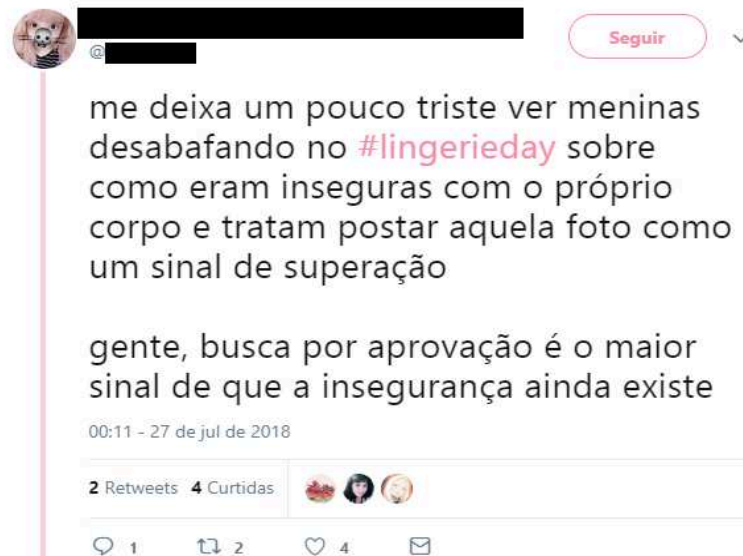 Seguir
@
me deixa um pouco triste ver meninas
desabafando no #lingerieday sobre
como eram inseguras com o próprio
corpo e tratam postar aquela foto como
um sinal de superação
gente, busca por aprovação é o maior
sinal de que a insegurança ainda existe
00:11 - 27 de jul de 2018
2 Retweets 4 Curtidas
1 2 4